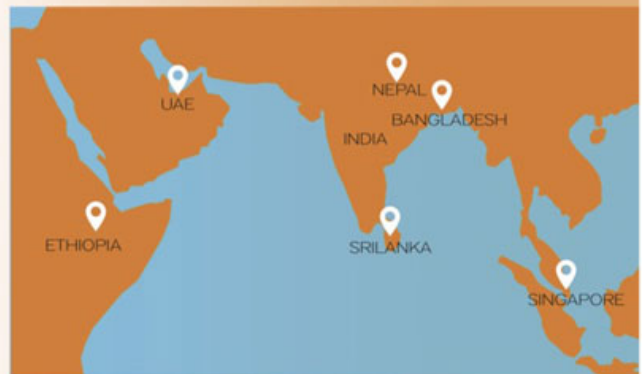 NEPAL
UAE
BANGLADESH
INDIA
ETHIOPIA
SRILANKA
SINGAPORE